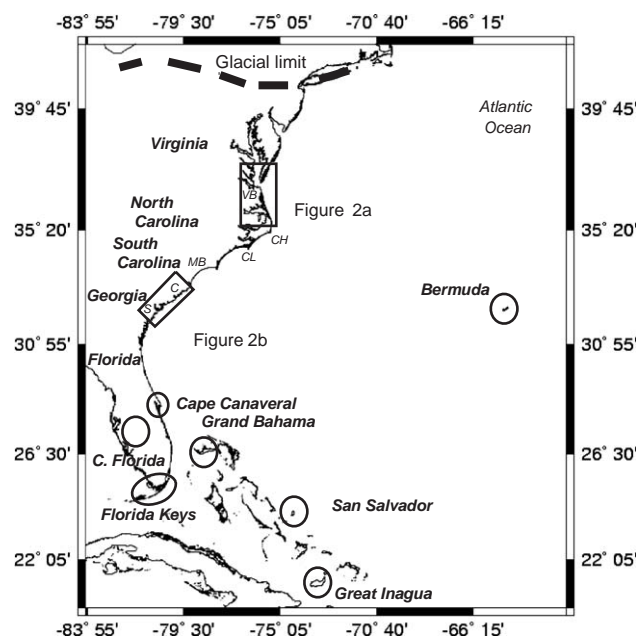 -83 55' -79 30' -75 05' -70 40' -66 15'
Glacial limit
39 45' 39 45'
Atlantic
Ocean
Virginia
VB
North
Carolina
Figure 2a
35 20' 35 20'
CH
CL
South
Carolina
MB
Georgia
C
S
Bermuda
30 55' 30 55'
Figure 2b
Florida
Cape Canaveral
Grand Bahama
26 30' 26 30'
C. Florida
San Salvador
Florida Keys
22 05' 22 05'
Great Inagua
-83 55' -79 30' -75 05' -70 40' -66 15'